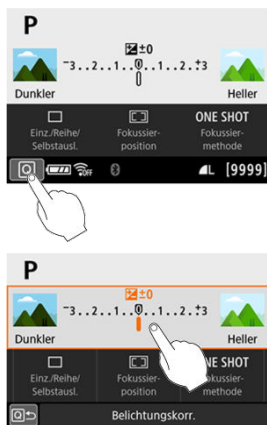 P
±0
-3..2..1..0..1..2..+3
Dunkler Heller
ONE SHOT
Einz./Reihe/ Fokussier- Fokussier-
Selbstausl. position methode
Q OFF L [9999]
P
±0
-3..2..1..0..1..2..+3
Dunkler Heller
NE SHOT
Einz./Reihe/ Fokussier- kussier-
Selbstausl. position methode
Q Belichtungskorr.